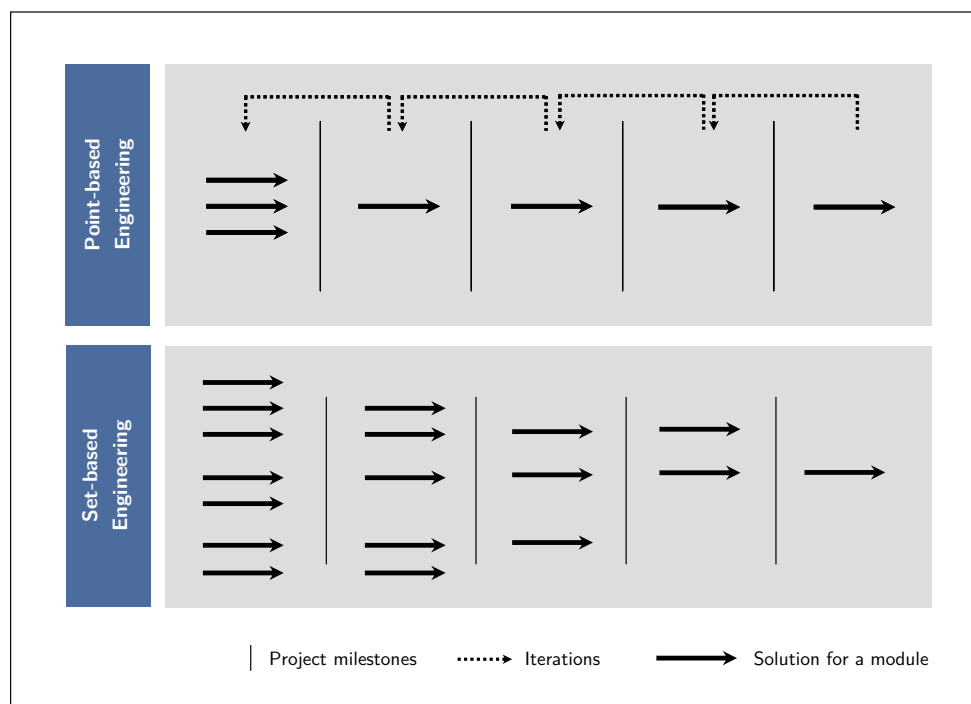 Point-based
Engineering
Set-based
Engineering
Project milestones
Iterations
Solution for a module